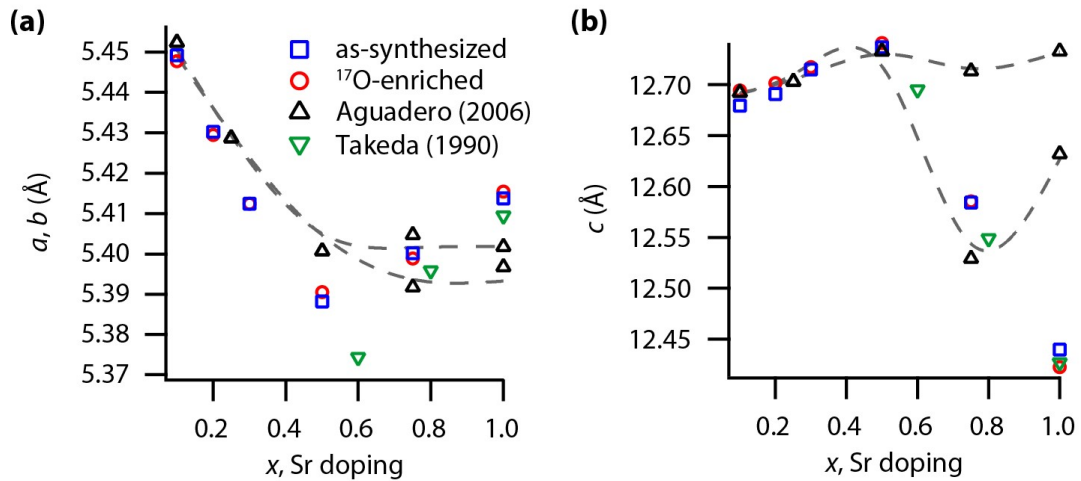 (a)
5.45
5.44
5.43
5.42
5.41
5.40
5.39
5.38
5.37
a, b (Å)
as-synthesized
¹⁷O-enriched
Aguadero (2006)
Takeda (1990)
0.2 0.4 0.6 0.8 1.0
x, Sr doping
(b)
12.70
12.65
12.60
12.55
12.50
12.45
c (Å)
0.2 0.4 0.6 0.8 1.0
x, Sr doping